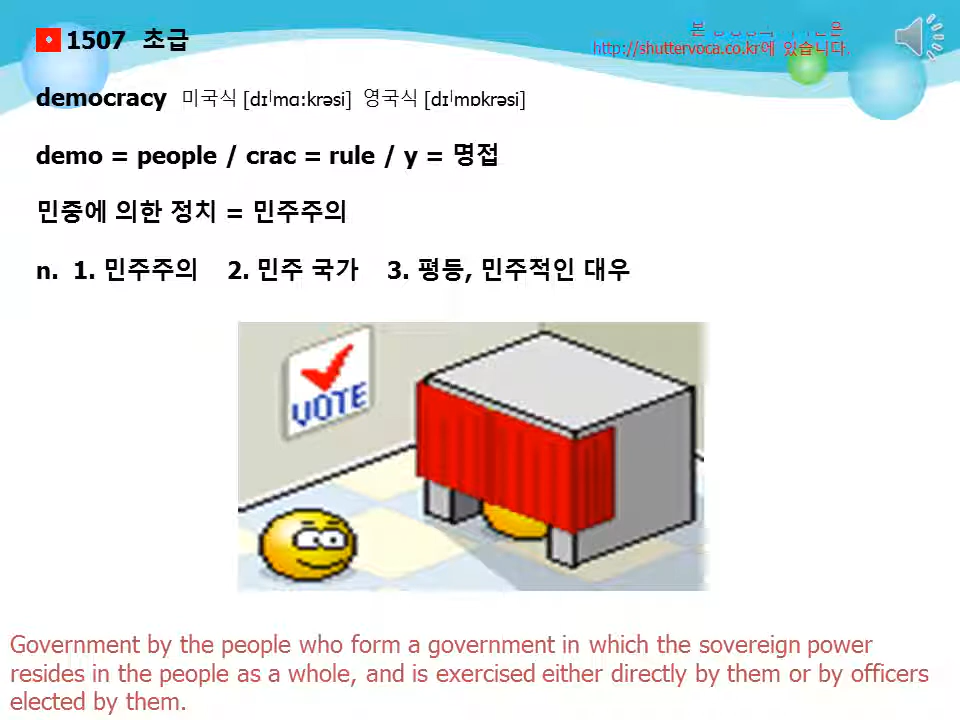 1507 초급
본
http://shuttervoca.co.kr에 있습니다.
democracy 미국식 [dɪˈmɑ:krəsi] 영국식 [dɪˈmɒkrəsi]
demo = people / crac = rule / y = 명접
민중에 의한 정치 = 민주주의
n. 1. 민주주의 2. 민주 국가 3. 평등, 민주적인 대우
VOTE
Government by the people who form a government in which the sovereign power
resides in the people as a whole, and is exercised either directly by them or by officers
elected by them.